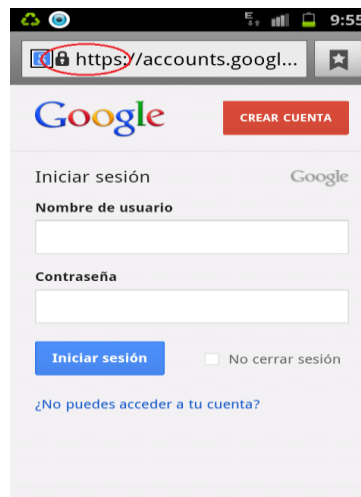 9:55
https://accounts.googl...
Google
CREAR CUENTA
Iniciar sesión
Google
Nombre de usuario
Contraseña
Iniciar sesión
No cerrar sesión
¿No puedes acceder a tu cuenta?